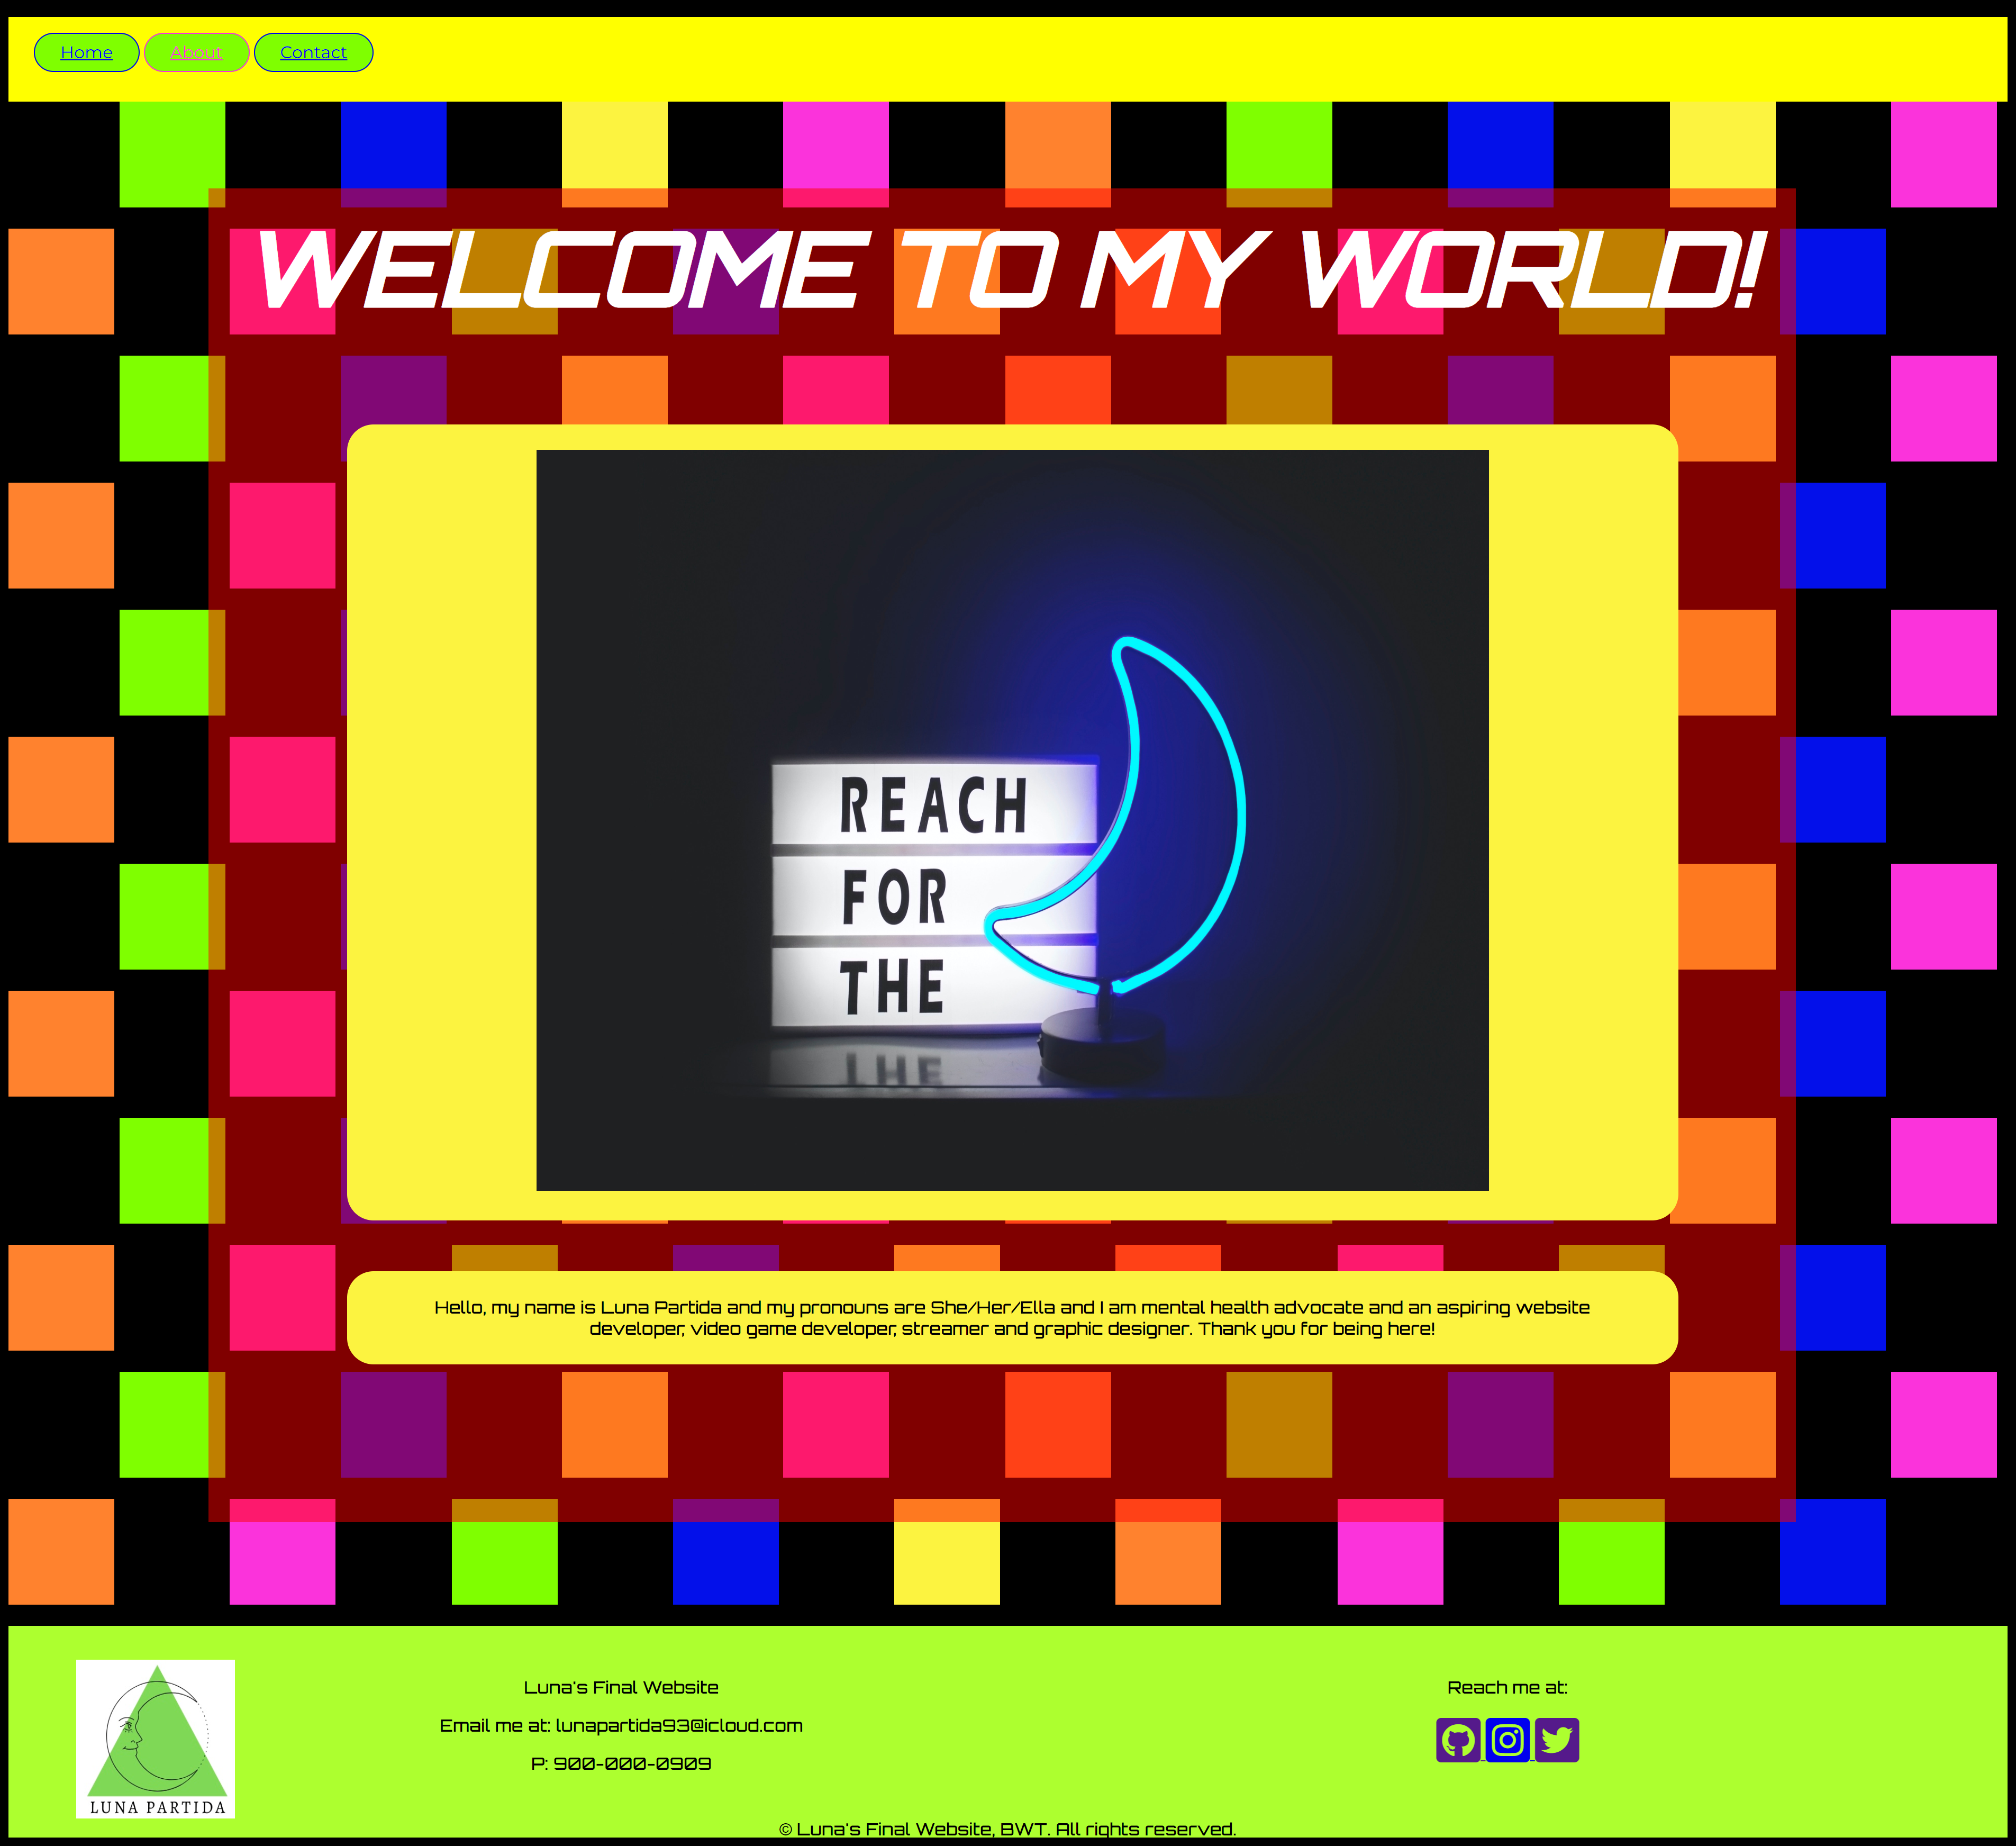 Home About Contact
WELCOME TO MY WORLD!
REACH
FOR
THE
THE
Hello, my name is Luna Partida and my pronouns are She/Her/Ella and I am mental health advocate and an aspiring website
developer, video game developer, streamer and graphic designer. Thank you for being here!
LUNA PARTIDA
Luna's Final Website
Email me at: lunapartida93@icloud.com
P: 900-000-0909
Reach me at:
© Luna's Final Website, BWT. All rights reserved.